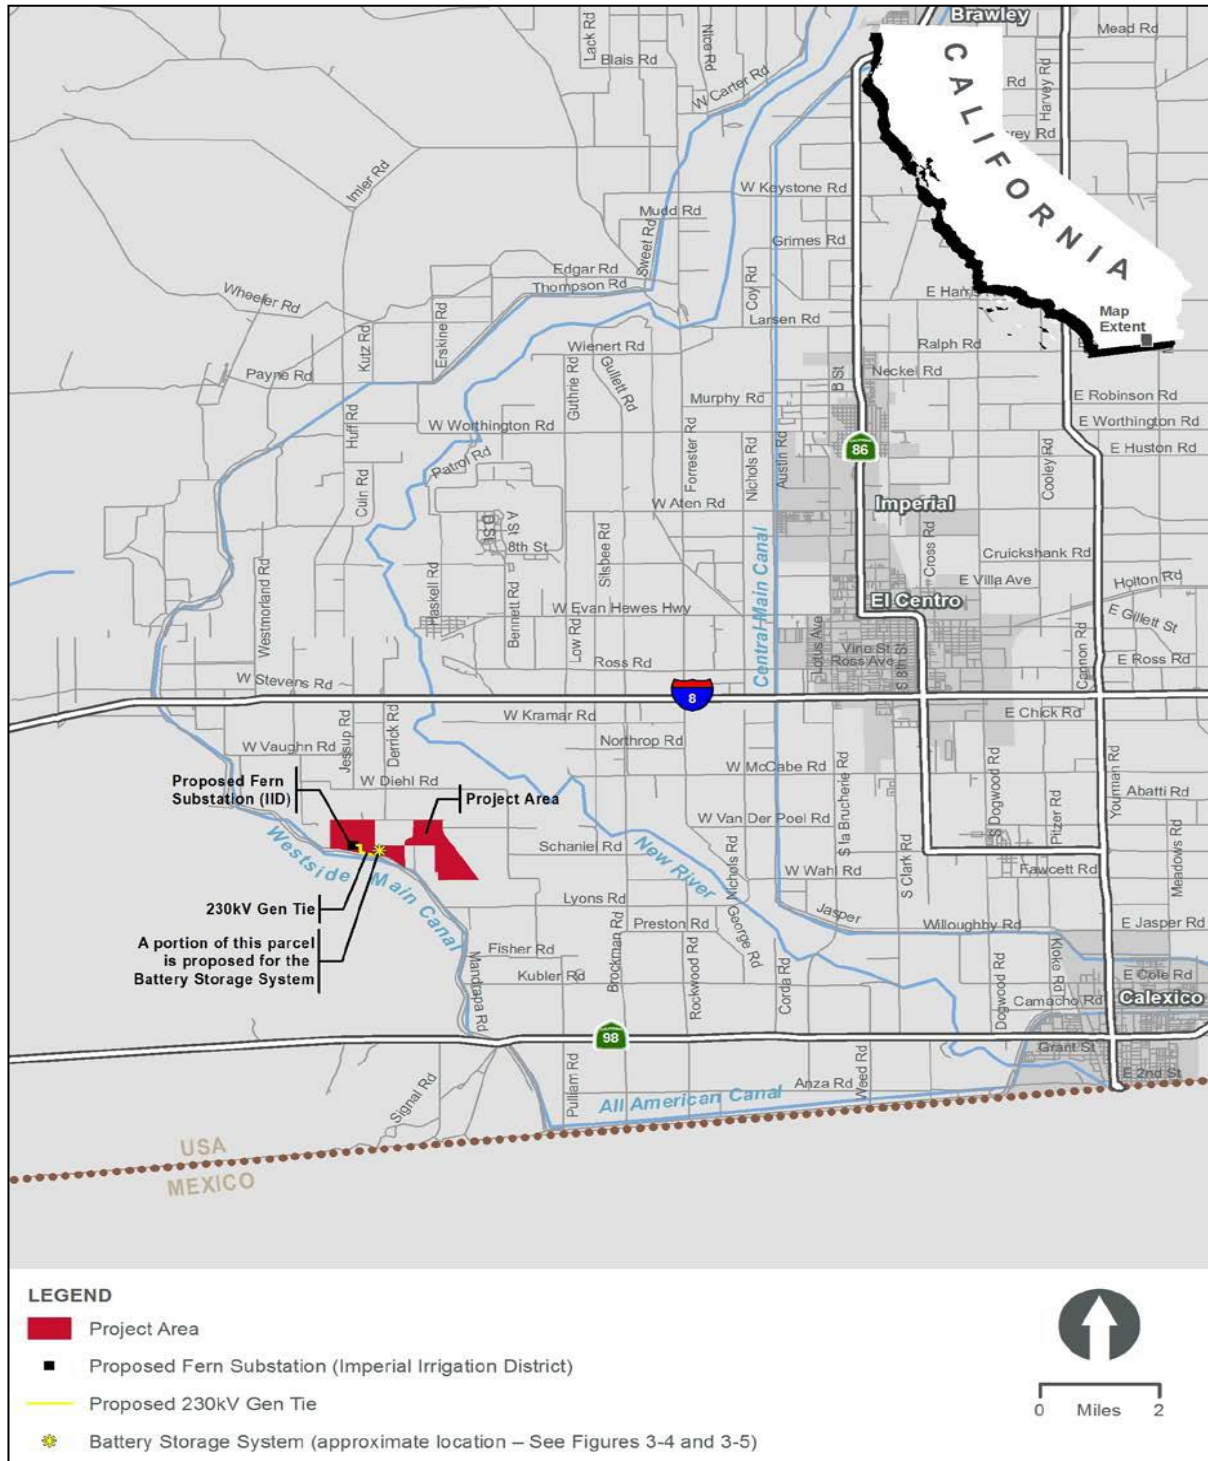 Brawley
Mead Rd
Lack Rd
Blais Rd
Nice Rd
W Carter Rd
Harvey Rd
Rd
CALIFORNIA
Map
Extent
Imler Rd
W Keystone Rd
Mudd Rd
Sweet Rd
Grimes Rd
Edgar Rd
Thompson Rd
Coy Rd
Wheeler Rd
Erskine Rd
Kutz Rd
Larsen Rd
Wienert Rd
Ralph Rd
Payne Rd
Guthrie Rd
Gullett Rd
B St
Neckel Rd
Murphy Rd
E Robinson Rd
Huff Rd
W Worthington Rd
E Worthington Rd
Patrol Rd
Forrester Rd
Nichols Rd
Austin Rd
86
Cooley Rd
E Huston Rd
Cuin Rd
W Aten Rd
Imperial
A St
D St
8th St
Silsbee Rd
Cross Rd
Cruickshank Rd
Westmorland Rd
Haskell Rd
Bennett Rd
Central Main Canal
E Villa Ave
Holton Rd
W Evan Hewes Hwy
El Centro
E Gillett St
Low Rd
Lotus Ave
Vine St
Ross Ave
S 8th St
Ross Rd
Cannon Rd
E Ross Rd
W Stevens Rd
8
W Kramar Rd
E Chick Rd
Jessup Rd
Derrick Rd
W Vaughn Rd
Northrop Rd
W McCabe Rd
S la Brucherie Rd
S Dogwood Rd
Pitzer Rd
Yourman Rd
Abatti Rd
W Diehl Rd
Proposed Fern
Substation (IID)
Project Area
W Van Der Poel Rd
Schaniel Rd
New River
Nichols Rd
W Wahl Rd
S Clark Rd
Fawcett Rd
Meadows Rd
Westside Main Canal
230kV Gen Tie
Lyons Rd
Jasper
Willoughby Rd
E Jasper Rd
A portion of this parcel
is proposed for the
Battery Storage System
Preston Rd
George Rd
Fisher Rd
Brockman Rd
Rockwood Rd
Corda Rd
Dogwood Rd
Kloke Rd
Kubler Rd
E Cole Rd
Mandrapa Rd
Camacho Rd
Calexico
98
Grant St
E 2nd St
Signal Rd
Pulliam Rd
Anza Rd
Weed Rd
All American Canal
USA
MEXICO
LEGEND
Project Area
Proposed Fern Substation (Imperial Irrigation District)
Proposed 230kV Gen Tie
Battery Storage System (approximate location – See Figures 3-4 and 3-5)
0 Miles 2